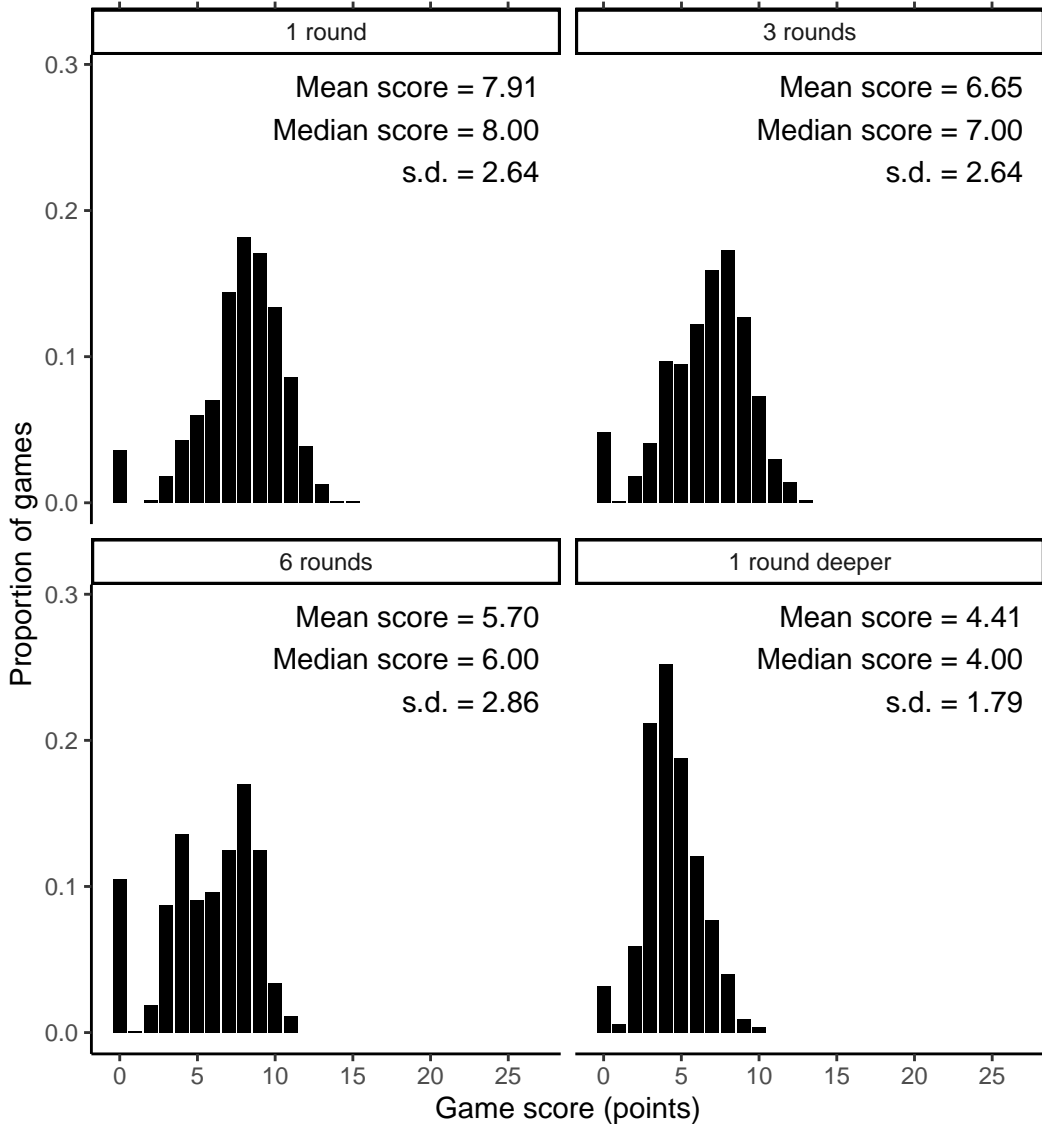 1 round
3 rounds
0.3
Mean score = 7.91
Median score = 8.00
s.d. = 2.64
Mean score = 6.65
Median score = 7.00
s.d. = 2.64
0.2
0.1
0.0
Proportion of games
6 rounds
1 round deeper
0.3
Mean score = 5.70
Median score = 6.00
s.d. = 2.86
Mean score = 4.41
Median score = 4.00
s.d. = 1.79
0.2
0.1
0.0
0 5 10 15 20 25
0 5 10 15 20 25
Game score (points)